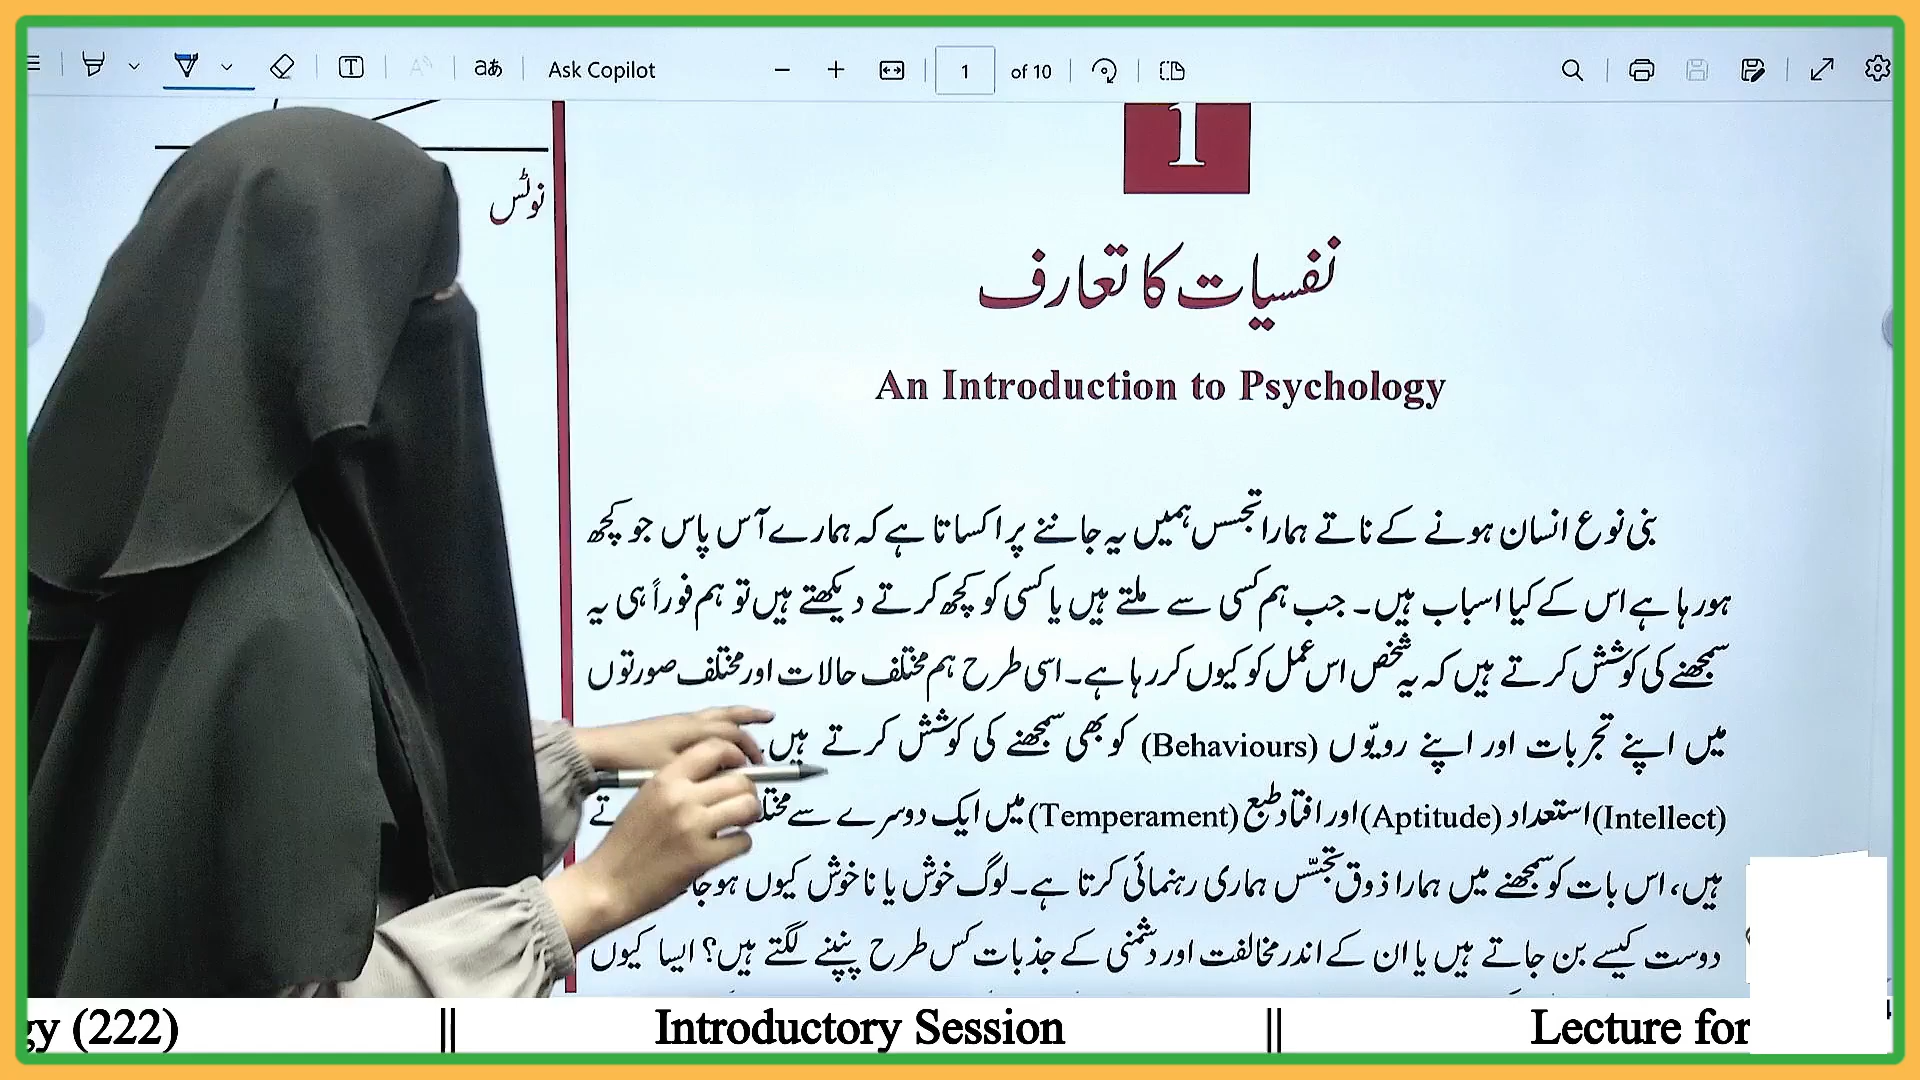 Ask Copilot
1
of 10
1
نوٹس
نفسیات کا تعارف
An Introduction to Psychology
بنی نوع انسان ہونے کے ناتے ہمارا تجسس ہمیں یہ جاننے پر اکساتا ہے کہ ہمارے آس پاس جو کچھ
ہورہا ہے اس کے کیا اسباب ہیں۔ جب ہم کسی سے ملتے ہیں یا کسی کو کچھ کرتے دیکھتے ہیں تو ہم فوراً ہی یہ
سمجھنے کی کوشش کرتے ہیں کہ یہ شخص اس عمل کو کیوں کررہا ہے۔ اسی طرح ہم مختلف حالات اور مختلف صورتوں
میں اپنے تجربات اور اپنے رویّوں (Behaviours) کو بھی سمجھنے کی کوشش کرتے ہیں۔
(Intellect) استعداد (Aptitude) اور افتاد طبع (Temperament) میں ایک دوسرے سے تے
ہیں، اس بات کو سمجھنے میں ہمارا ذوق تجسّس ہماری رہنمائی کرتا ہے۔ لوگ خوش یا ناخوش کیوں
دوست کیسے بن جاتے ہیں یا ان کے اندر مخالفت اور دشمنی کے جذبات کس طرح پنپنے لگتے ہیں؟ ایسا کیوں
gy (222) || Introductory Session || Lecture for